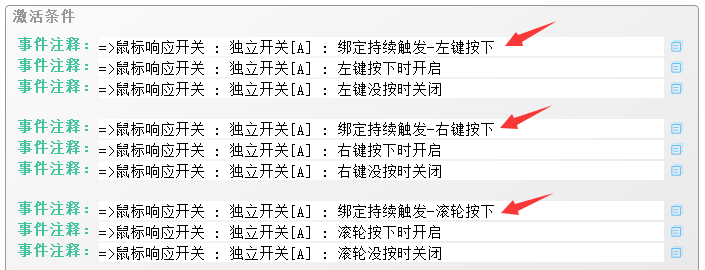 激活条件
事件注释：=>鼠标响应开关 : 独立开关[A] : 绑定持续触发-左键按下
事件注释：=>鼠标响应开关 : 独立开关[A] : 左键按下时开启
事件注释：=>鼠标响应开关 : 独立开关[A] : 左键没按时关闭
事件注释：=>鼠标响应开关 : 独立开关[A] : 绑定持续触发-右键按下
事件注释：=>鼠标响应开关 : 独立开关[A] : 右键按下时开启
事件注释：=>鼠标响应开关 : 独立开关[A] : 右键没按时关闭
事件注释：=>鼠标响应开关 : 独立开关[A] : 绑定持续触发-滚轮按下
事件注释：=>鼠标响应开关 : 独立开关[A] : 滚轮按下时开启
事件注释：=>鼠标响应开关 : 独立开关[A] : 滚轮没按时关闭